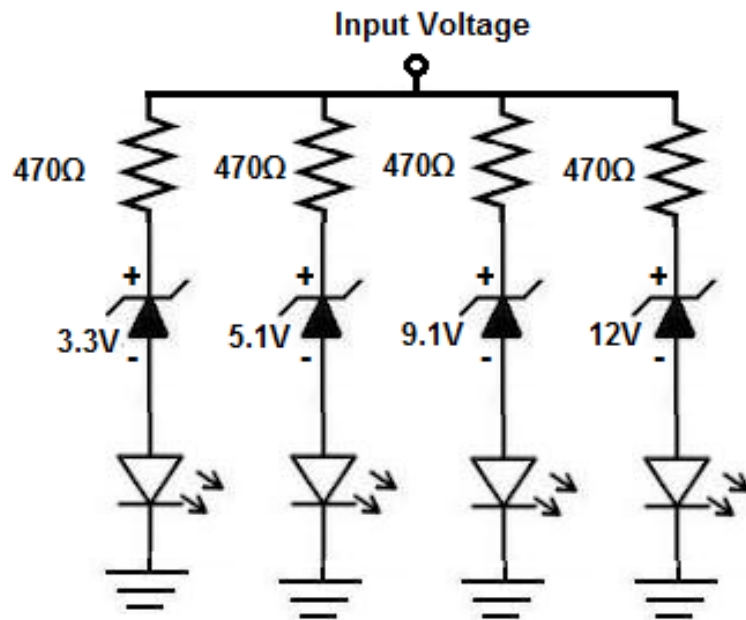 Input Voltage
470Ω 470Ω 470Ω 470Ω
+ + + +
3.3V 5.1V 9.1V 12V
- - - -